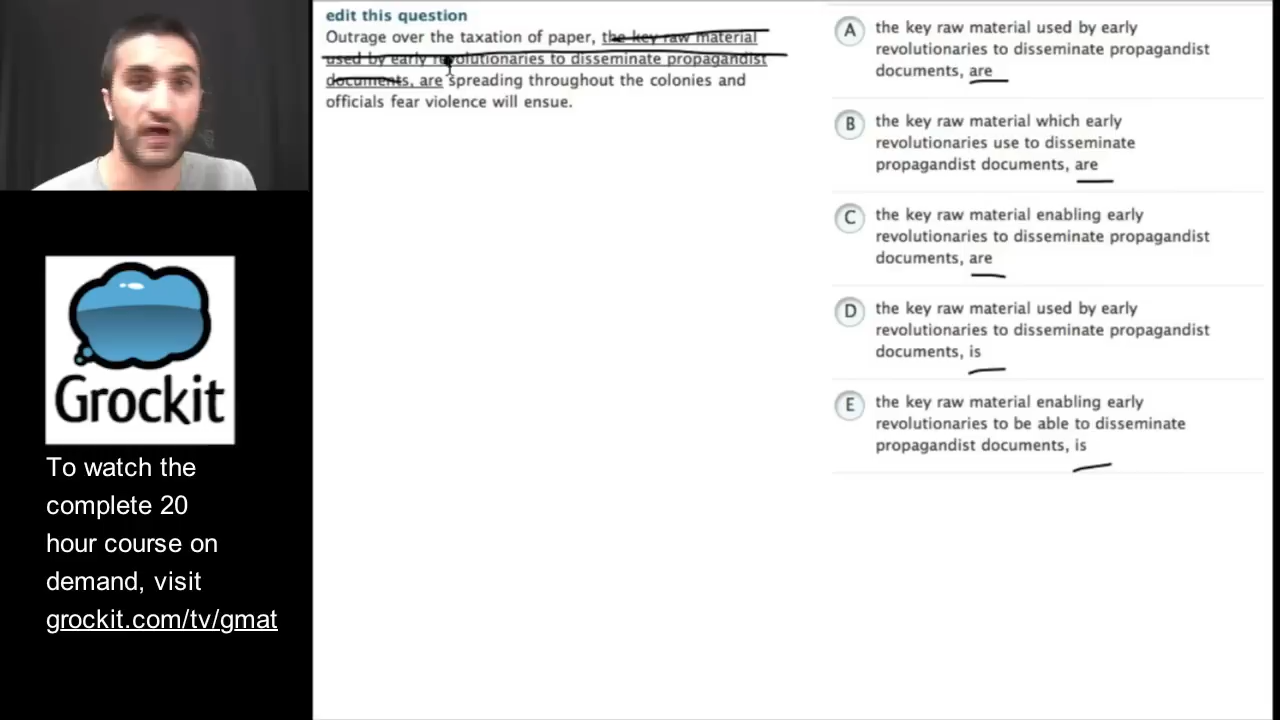 edit this question
Outrage over the taxation of paper, the key raw material
used by early revolutionaries to disseminate propagandist
documents, are spreading throughout the colonies and
officials fear violence will ensue.
A
the key raw material used by early
revolutionaries to disseminate propagandist
documents, are
B
the key raw material which early
revolutionaries use to disseminate
propagandist documents, are
C
the key raw material enabling early
revolutionaries to disseminate propagandist
documents, are
D
the key raw material used by early
revolutionaries to disseminate propagandist
documents, is
E
the key raw material enabling early
revolutionaries to be able to disseminate
propagandist documents, is
Grockit
To watch the
complete 20
hour course on
demand, visit
grockit.com/tv/gmat